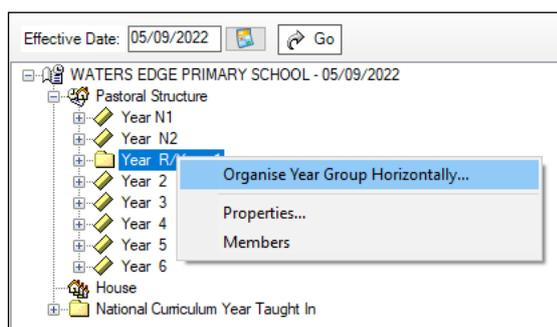 Effective Date: 05/09/2022 Go
WATERS EDGE PRIMARY SCHOOL - 05/09/2022
Pastoral Structure
Year N1
Year N2
Year R/
Organise Year Group Horizontally...
Year 2
Year 3
Properties...
Year 4
Members
Year 5
Year 6
House
National Curriculum Year Taught In